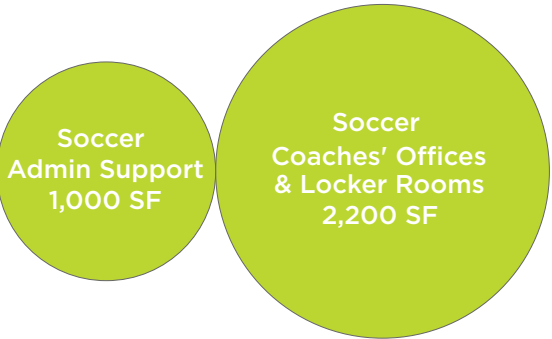 Soccer
Admin Support
1,000 SF
Soccer
Coaches' Offices
& Locker Rooms
2,200 SF